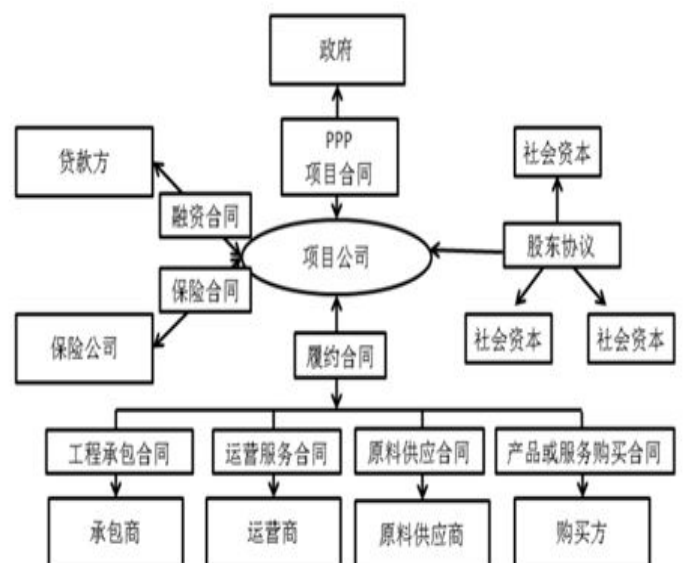 政府
PPP
项目合同
贷款方
社会资本
融资合同
项目公司
股东协议
保险合同
保险公司
履约合同
社会资本
社会资本
工程承包合同
运营服务合同
原料供应合同
产品或服务购买合同
承包商
运营商
原料供应商
购买方